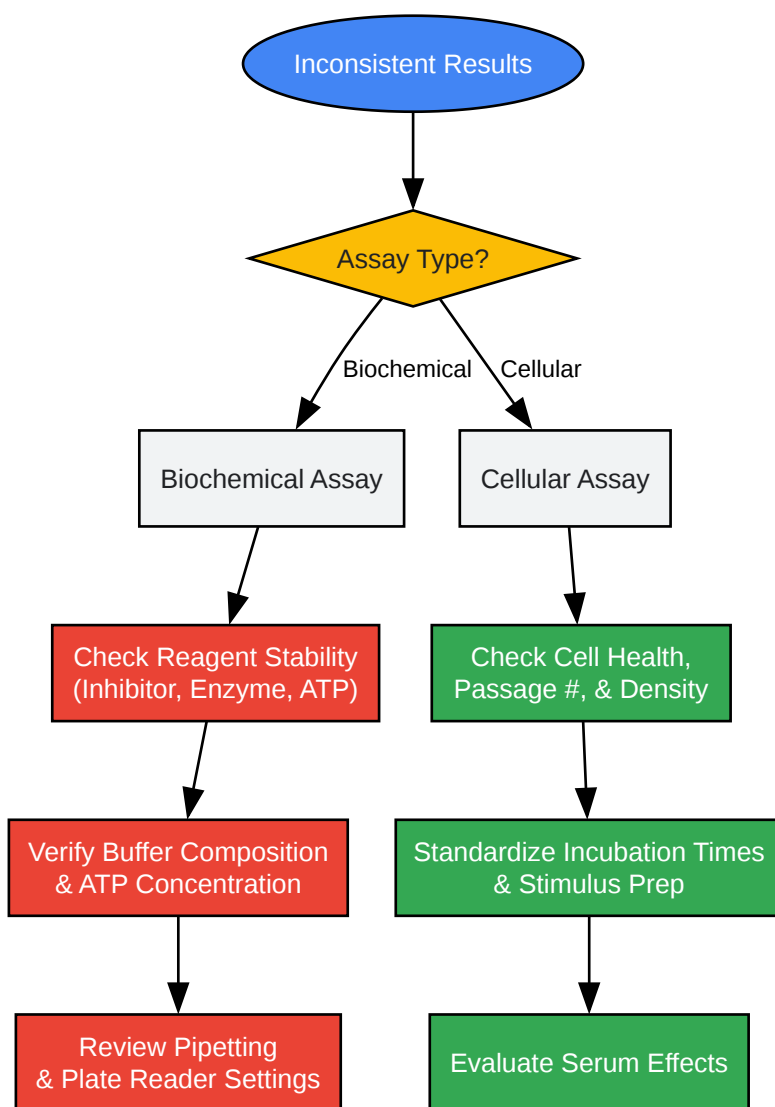 Inconsistent Results
Assay Type?
Biochemical
Cellular
Biochemical Assay
Cellular Assay
Check Reagent Stability
(Inhibitor, Enzyme, ATP)
Check Cell Health,
Passage #, & Density
Verify Buffer Composition
& ATP Concentration
Standardize Incubation Times
& Stimulus Prep
Review Pipetting
& Plate Reader Settings
Evaluate Serum Effects